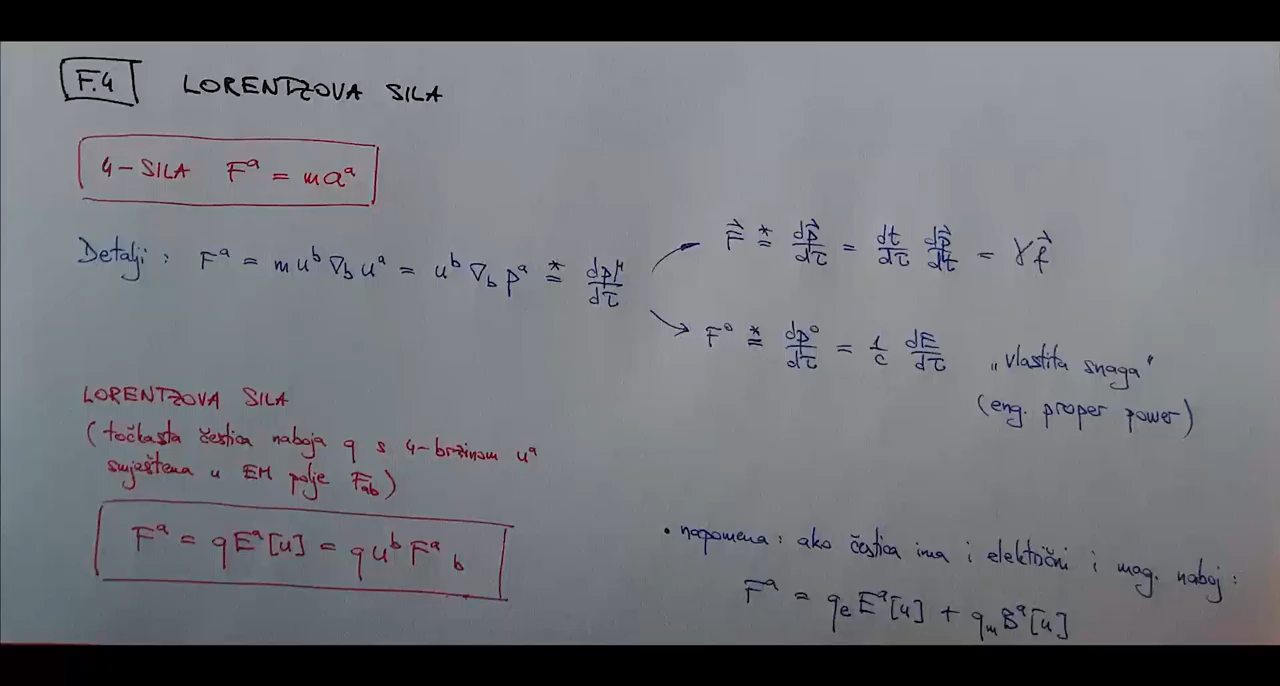 F.4 LORENTZOVA SILA
4-SILA F^a = ma^a
Detalji: F^a = m u^b ∇_b u^a = u^b ∇_b p^a ≛ dp^μ/dτ
F⃗ ≛ dp⃗/dτ = dt/dτ dp⃗/dt = γf⃗
F^0 ≛ dp^0/dτ = 1/c dE/dτ „vlastita snaga"
(eng. proper power)
LORENTZOVA SILA
(točkasta čestica naboja q s 4-brzinom u^a
smještena u EM polje F_ab)
F^a = qE^a[u] = q u^b F^a_b
• napomena: ako čestica ima i električni i mag. naboj:
F^a = q_e E^a[u] + q_m B^a[u]